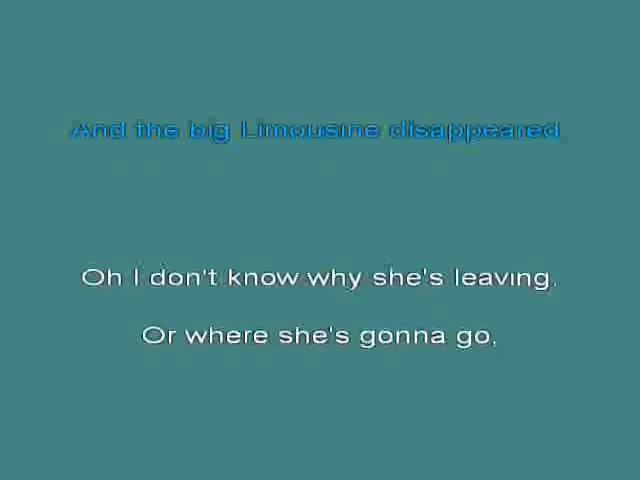 And the big Limousine disappeared
Oh I don't know why she's leaving.
Or where she's gonna go,